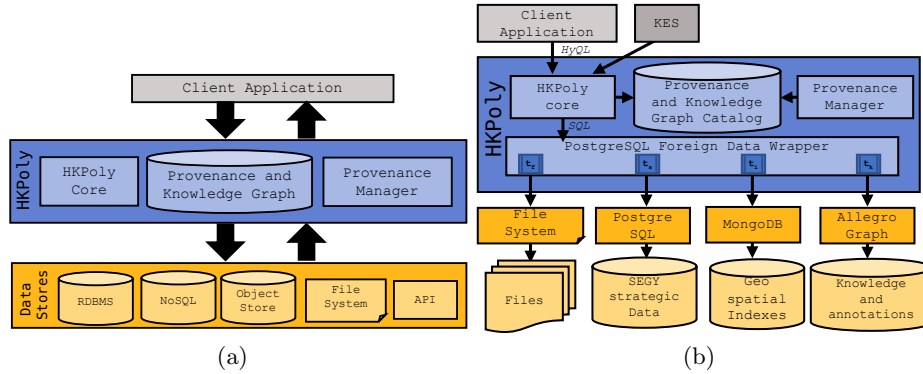 Client Application
HKPoly
HKPoly
Core
Provenance and
Knowledge Graph
Provenance
Manager
Data
Stores
RDBMS
NoSQL
Object
Store
File
System
API
(a)
Client
Application
KES
HyQL
HKPoly
HKPoly
core
Provenance
and Knowledge
Graph Catalog
Provenance
Manager
SQL
PostgreSQL Foreign Data Wrapper
File
System
Postgre
SQL
MongoDB
Allegro
Graph
Files
SEGY
strategic
Data
Geo
spatial
Indexes
Knowledge
and
annotations
(b)